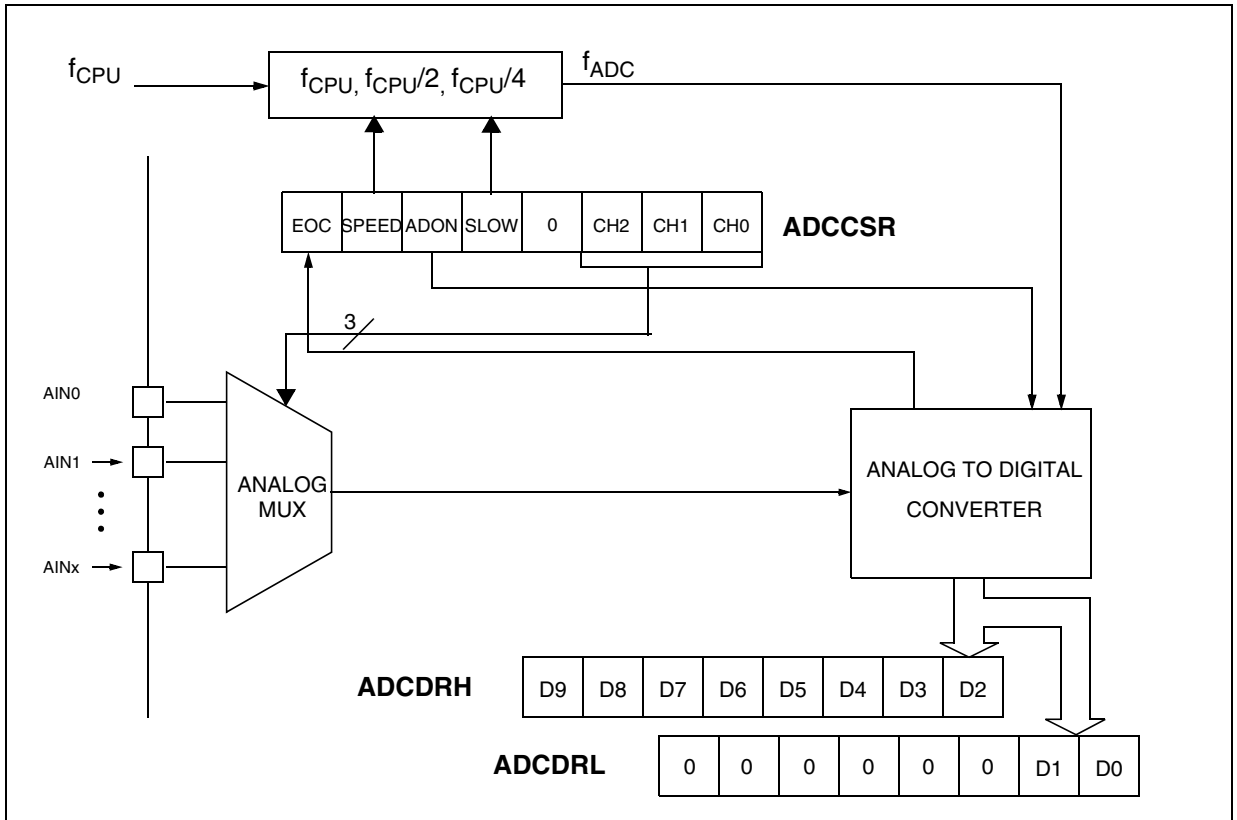 fCPU
fCPU, fCPU/2, fCPU/4
fADC
EOC SPEED ADON SLOW 0 CH2 CH1 CH0
ADCCSR
3
AIN0
AIN1
AINx
ANALOG
MUX
ANALOG TO DIGITAL
CONVERTER
ADCDRH
D9 D8 D7 D6 D5 D4 D3 D2
ADCDRL
0 0 0 0 0 0 D1 D0